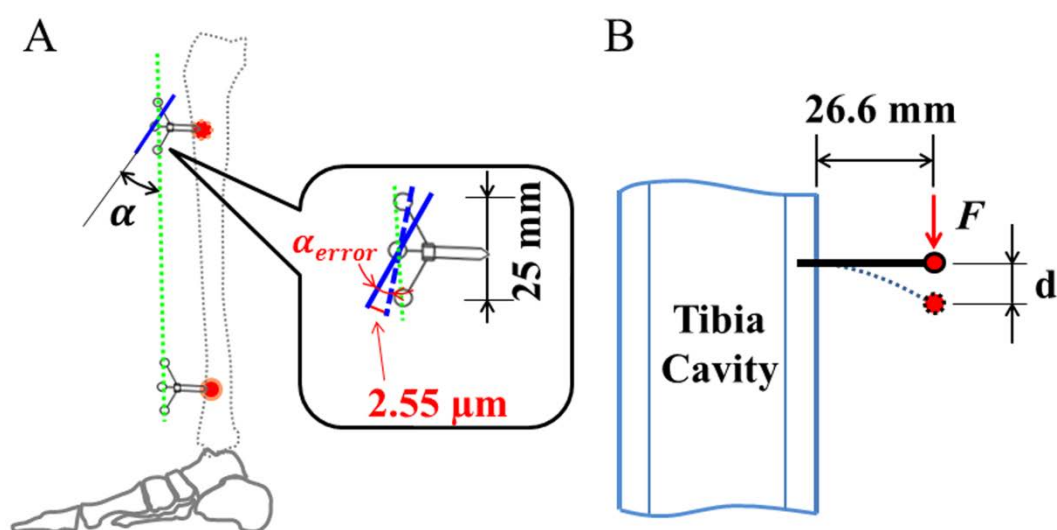 A
α
α_error
25 mm
2.55 μm
B
26.6 mm
F
d
Tibia
Cavity